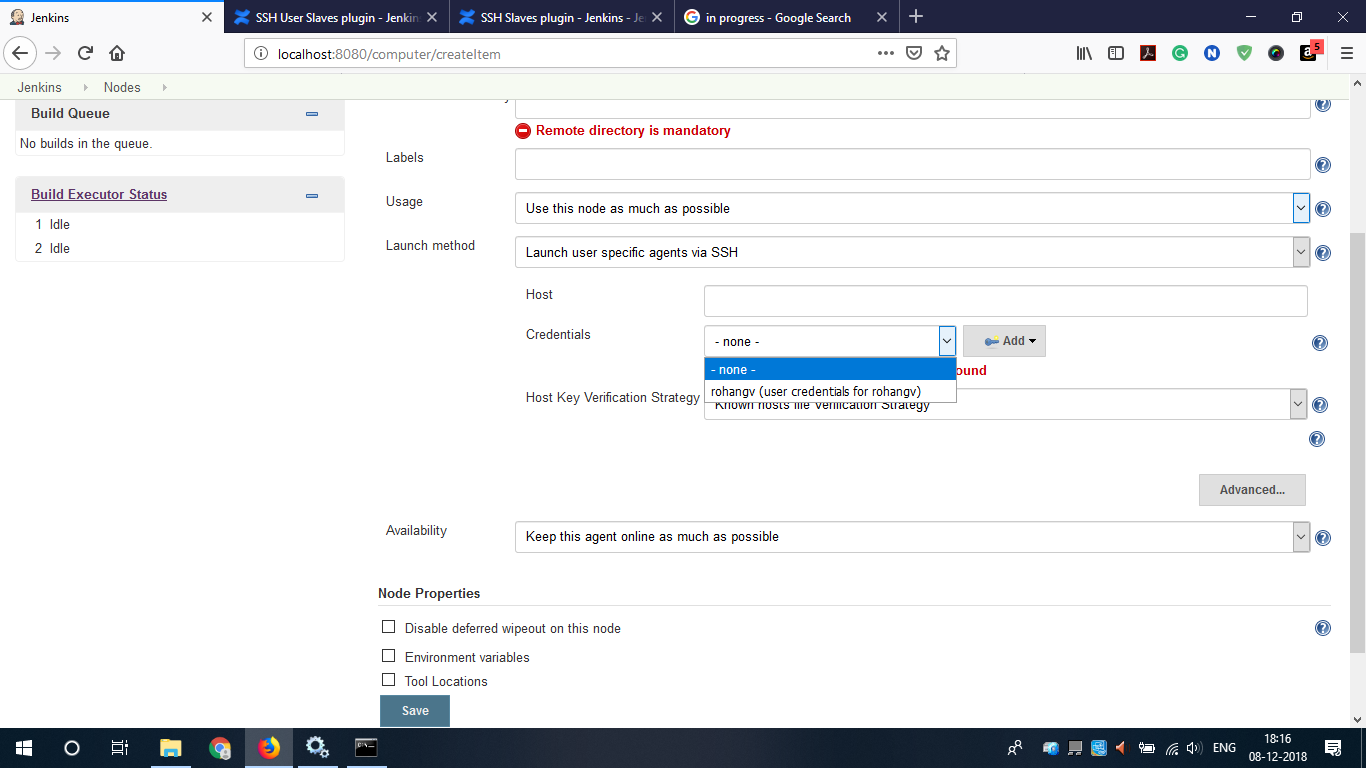 Jenkins
SSH User Slaves plugin - Jenkin
SSH Slaves plugin - Jenkins - Je
in progress - Google Search
localhost:8080/computer/createItem
5
Jenkins
Nodes
Build Queue
No builds in the queue.
Build Executor Status
1 Idle
2 Idle
Remote directory is mandatory
Labels
Usage
Use this node as much as possible
Launch method
Launch user specific agents via SSH
Host
Credentials
- none -
Add
- none -
ound
rohangv (user credentials for rohangv)
Host Key Verification Strategy
Known hosts file Verification Strategy
Advanced...
Availability
Keep this agent online as much as possible
Node Properties
Disable deferred wipeout on this node
Environment variables
Tool Locations
Save
ENG
18:16
08-12-2018